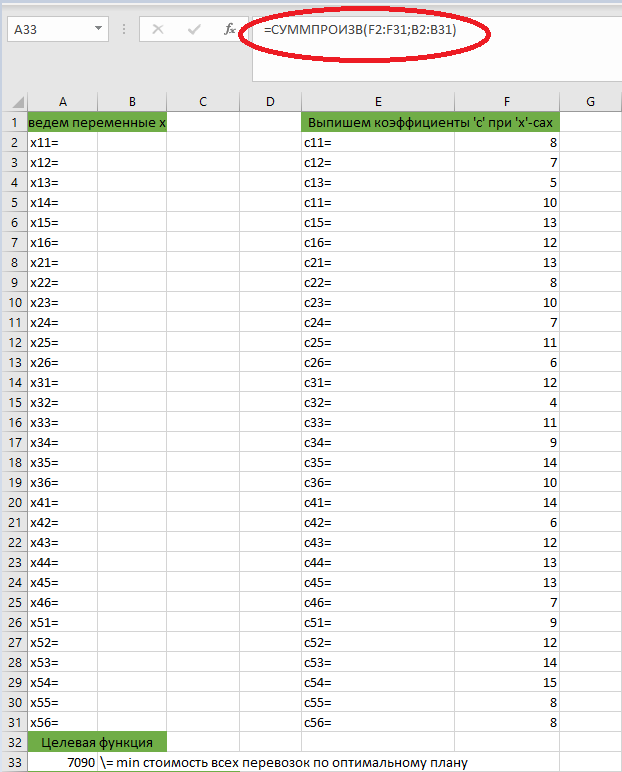 A33 fx =СУММПРОИЗВ(F2:F31;B2:B31)
A B C D E F G
1 ведем переменные х Выпишем коэффициенты 'с' при 'х'-сах
2 x11= c11= 8
3 x12= c12= 7
4 x13= c13= 5
5 x14= c11= 10
6 x15= c15= 13
7 x16= c16= 12
8 x21= c21= 13
9 x22= c22= 8
10 x23= c23= 10
11 x24= c24= 7
12 x25= c25= 11
13 x26= c26= 6
14 x31= c31= 12
15 x32= c32= 4
16 x33= c33= 11
17 x34= c34= 9
18 x35= c35= 14
19 x36= c36= 10
20 x41= c41= 14
21 x42= c42= 6
22 x43= c43= 12
23 x44= c44= 13
24 x45= c45= 13
25 x46= c46= 7
26 x51= c51= 9
27 x52= c52= 12
28 x53= c53= 14
29 x54= c54= 15
30 x55= c55= 8
31 x56= c56= 8
32 Целевая функция
33 7090 \= min стоимость всех перевозок по оптимальному плану